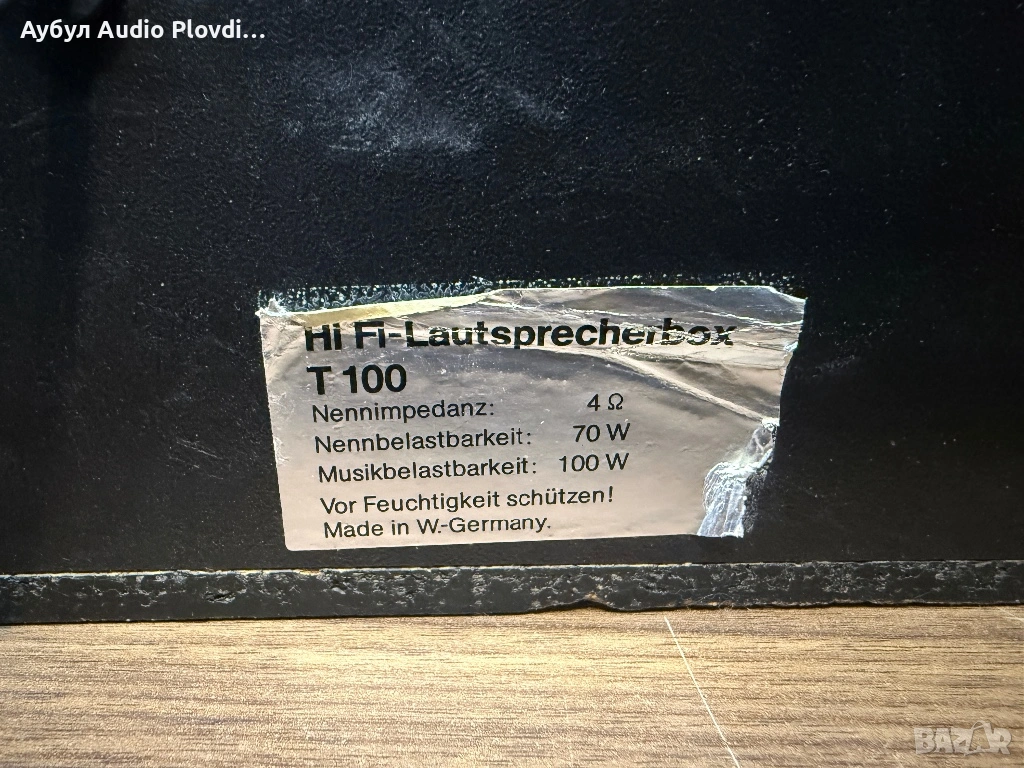 Аубул Audio Plovdi...
Hi Fi-Lautsprecherbox
T 100
Nennimpedanz: 4 Ω
Nennbelastbarkeit: 70 W
Musikbelastbarkeit: 100 W
Vor Feuchtigkeit schützen!
Made in W.-Germany.
BAZAR